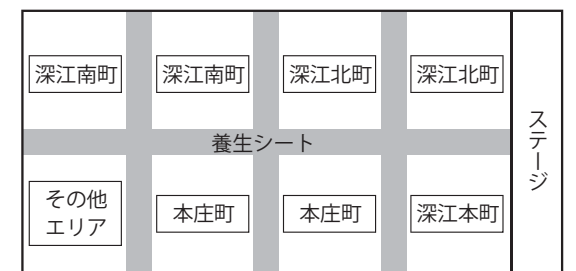 深江南町
深江南町
深江北町
深江北町
養生シート
その他
エリア
本庄町
本庄町
深江本町
ステージ